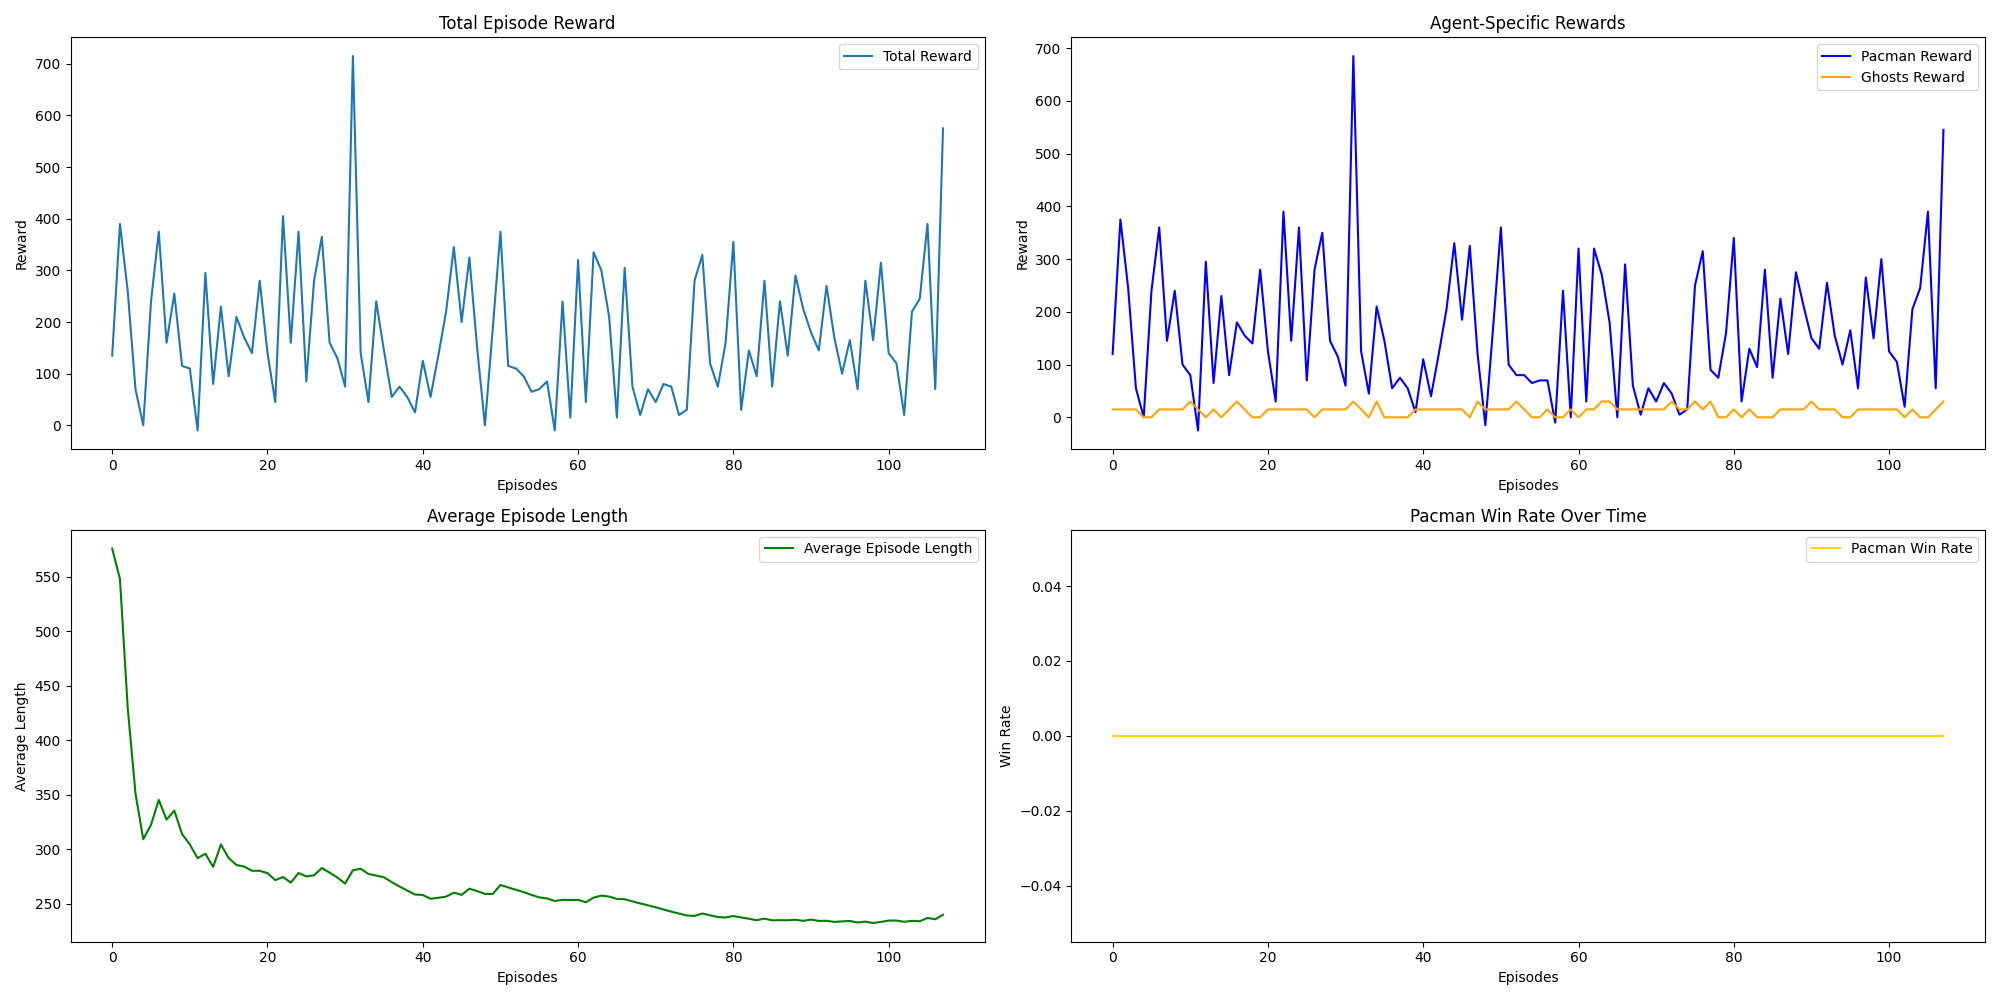 Total Episode Reward
Total Reward
700
600
500
400
300
200
100
0
Reward
0 20 40 60 80 100
Episodes
Agent-Specific Rewards
Pacman Reward
Ghosts Reward
700
600
500
400
300
200
100
0
Reward
0 20 40 60 80 100
Episodes
Average Episode Length
Average Episode Length
550
500
450
400
350
300
250
Average Length
0 20 40 60 80 100
Episodes
Pacman Win Rate Over Time
Pacman Win Rate
0.04
0.02
0.00
−0.02
−0.04
Win Rate
0 20 40 60 80 100
Episodes